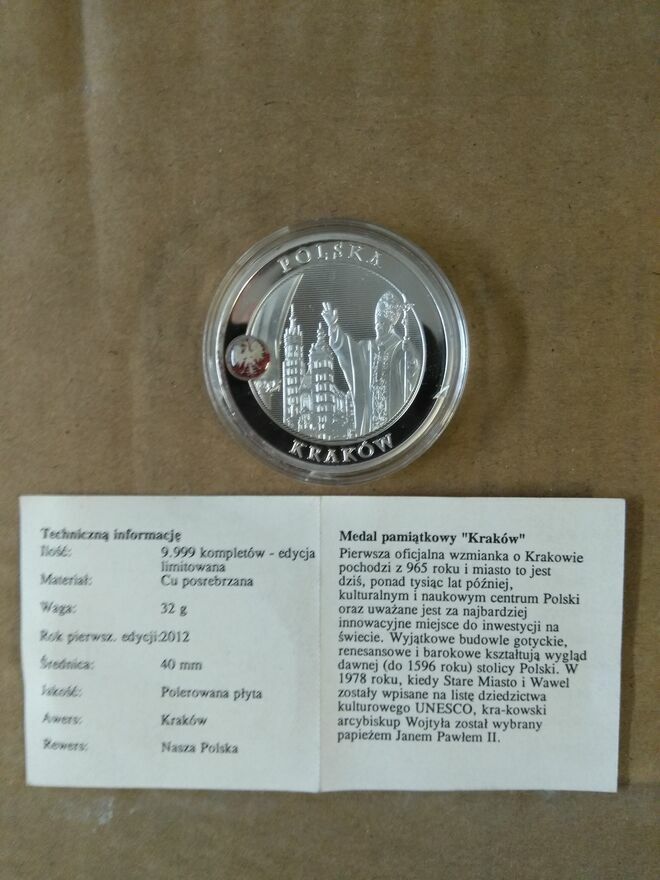 POLSKA
KRAKÓW
Techniczną informację
Ilość: 9.999 kompletów - edycja
limitowana
Materiał: Cu posrebrzana
Waga: 32 g
Rok pierwsz. edycji:2012
Średnica: 40 mm
Jakość: Polerowana płyta
Awers: Kraków
Rewers: Nasza Polska
Medal pamiątkowy "Kraków"
Pierwsza oficjalna wzmianka o Krakowie
pochodzi z 965 roku i miasto to jest
dziś, ponad tysiąc lat później,
kulturalnym i naukowym centrum Polski
oraz uważane jest za najbardziej
innowacyjne miejsce do inwestycji na
świecie. Wyjątkowe budowle gotyckie,
renesansowe i barokowe kształtują wygląd
dawnej (do 1596 roku) stolicy Polski. W
1978 roku, kiedy Stare Miasto i Wawel
zostały wpisane na listę dziedzictwa
kulturowego UNESCO, kra-kowski
arcybiskup Wojtyła został wybrany
papieżem Janem Pawłem II.